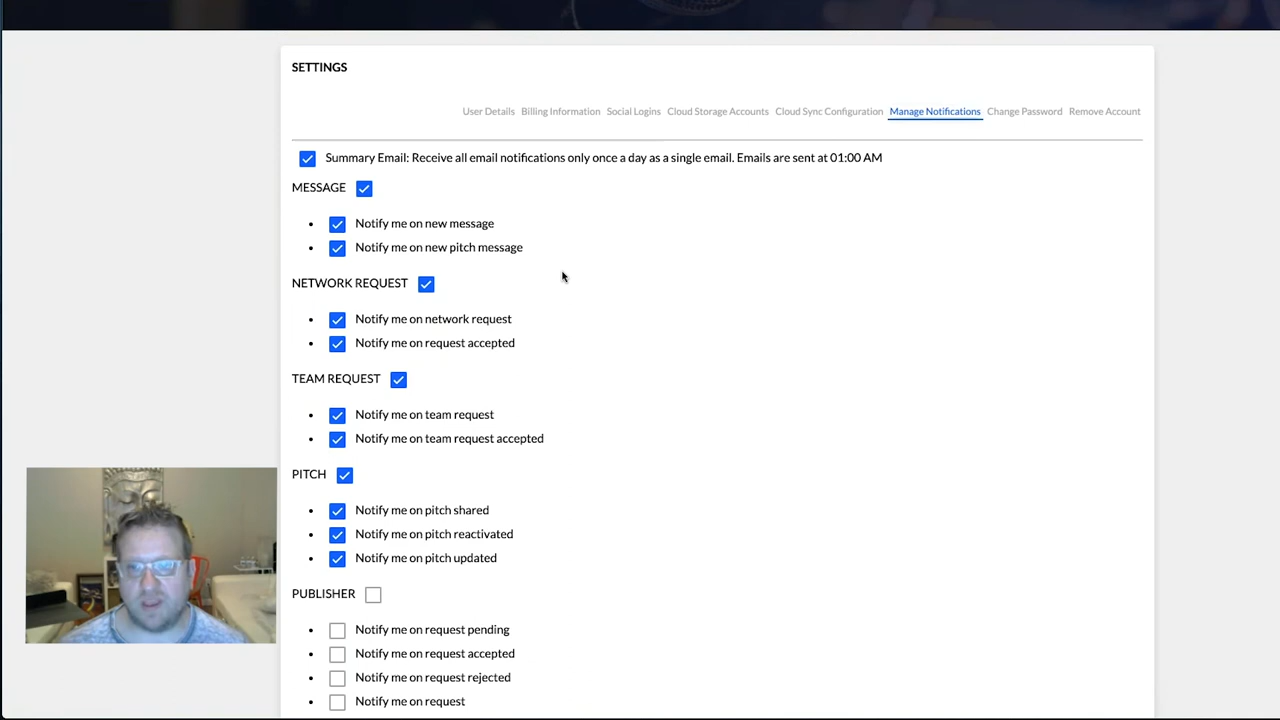 SETTINGS
User Details Billing Information Social Logins Cloud Storage Accounts Cloud Sync Configuration Manage Notifications Change Password Remove Account
Summary Email: Receive all email notifications only once a day as a single email. Emails are sent at 01:00 AM
MESSAGE
Notify me on new message
Notify me on new pitch message
NETWORK REQUEST
Notify me on network request
Notify me on request accepted
TEAM REQUEST
Notify me on team request
Notify me on team request accepted
PITCH
Notify me on pitch shared
Notify me on pitch reactivated
Notify me on pitch updated
PUBLISHER
Notify me on request pending
Notify me on request accepted
Notify me on request rejected
Notify me on request